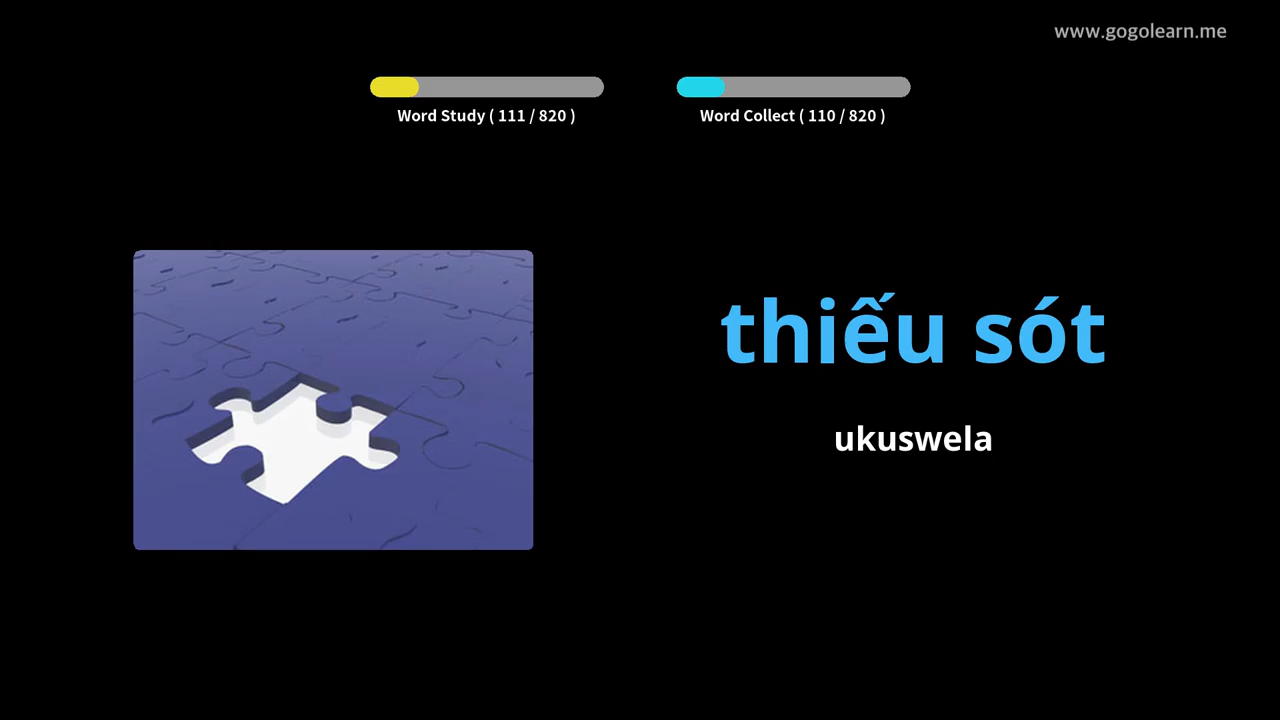 www.gogolearn.me
Word Study ( 111 / 820 )
Word Collect ( 110 / 820 )
thiếu sót
ukuswela